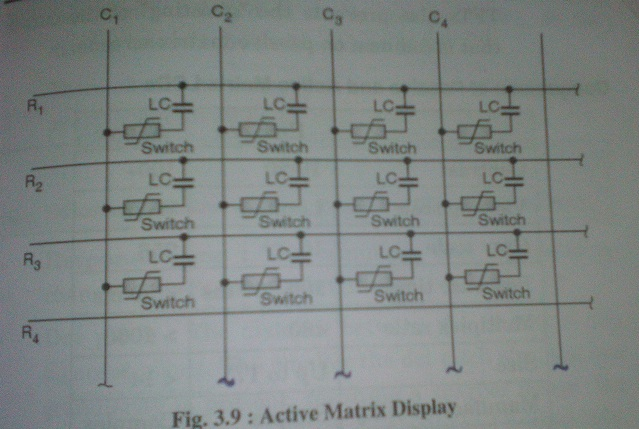 C1 C2 C3 C4
R1
LC LC LC LC
Switch Switch Switch Switch
R2
LC LC LC LC
Switch Switch Switch Switch
R3
LC LC LC LC
Switch Switch Switch Switch
R4
Fig. 3.9 : Active Matrix Display